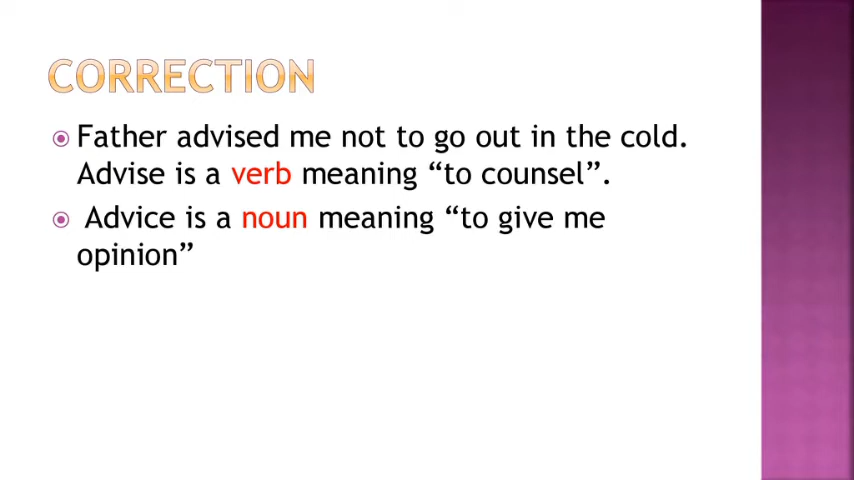 CORRECTION
Father advised me not to go out in the cold.
Advise is a verb meaning “to counsel”.
Advice is a noun meaning “to give me
opinion”